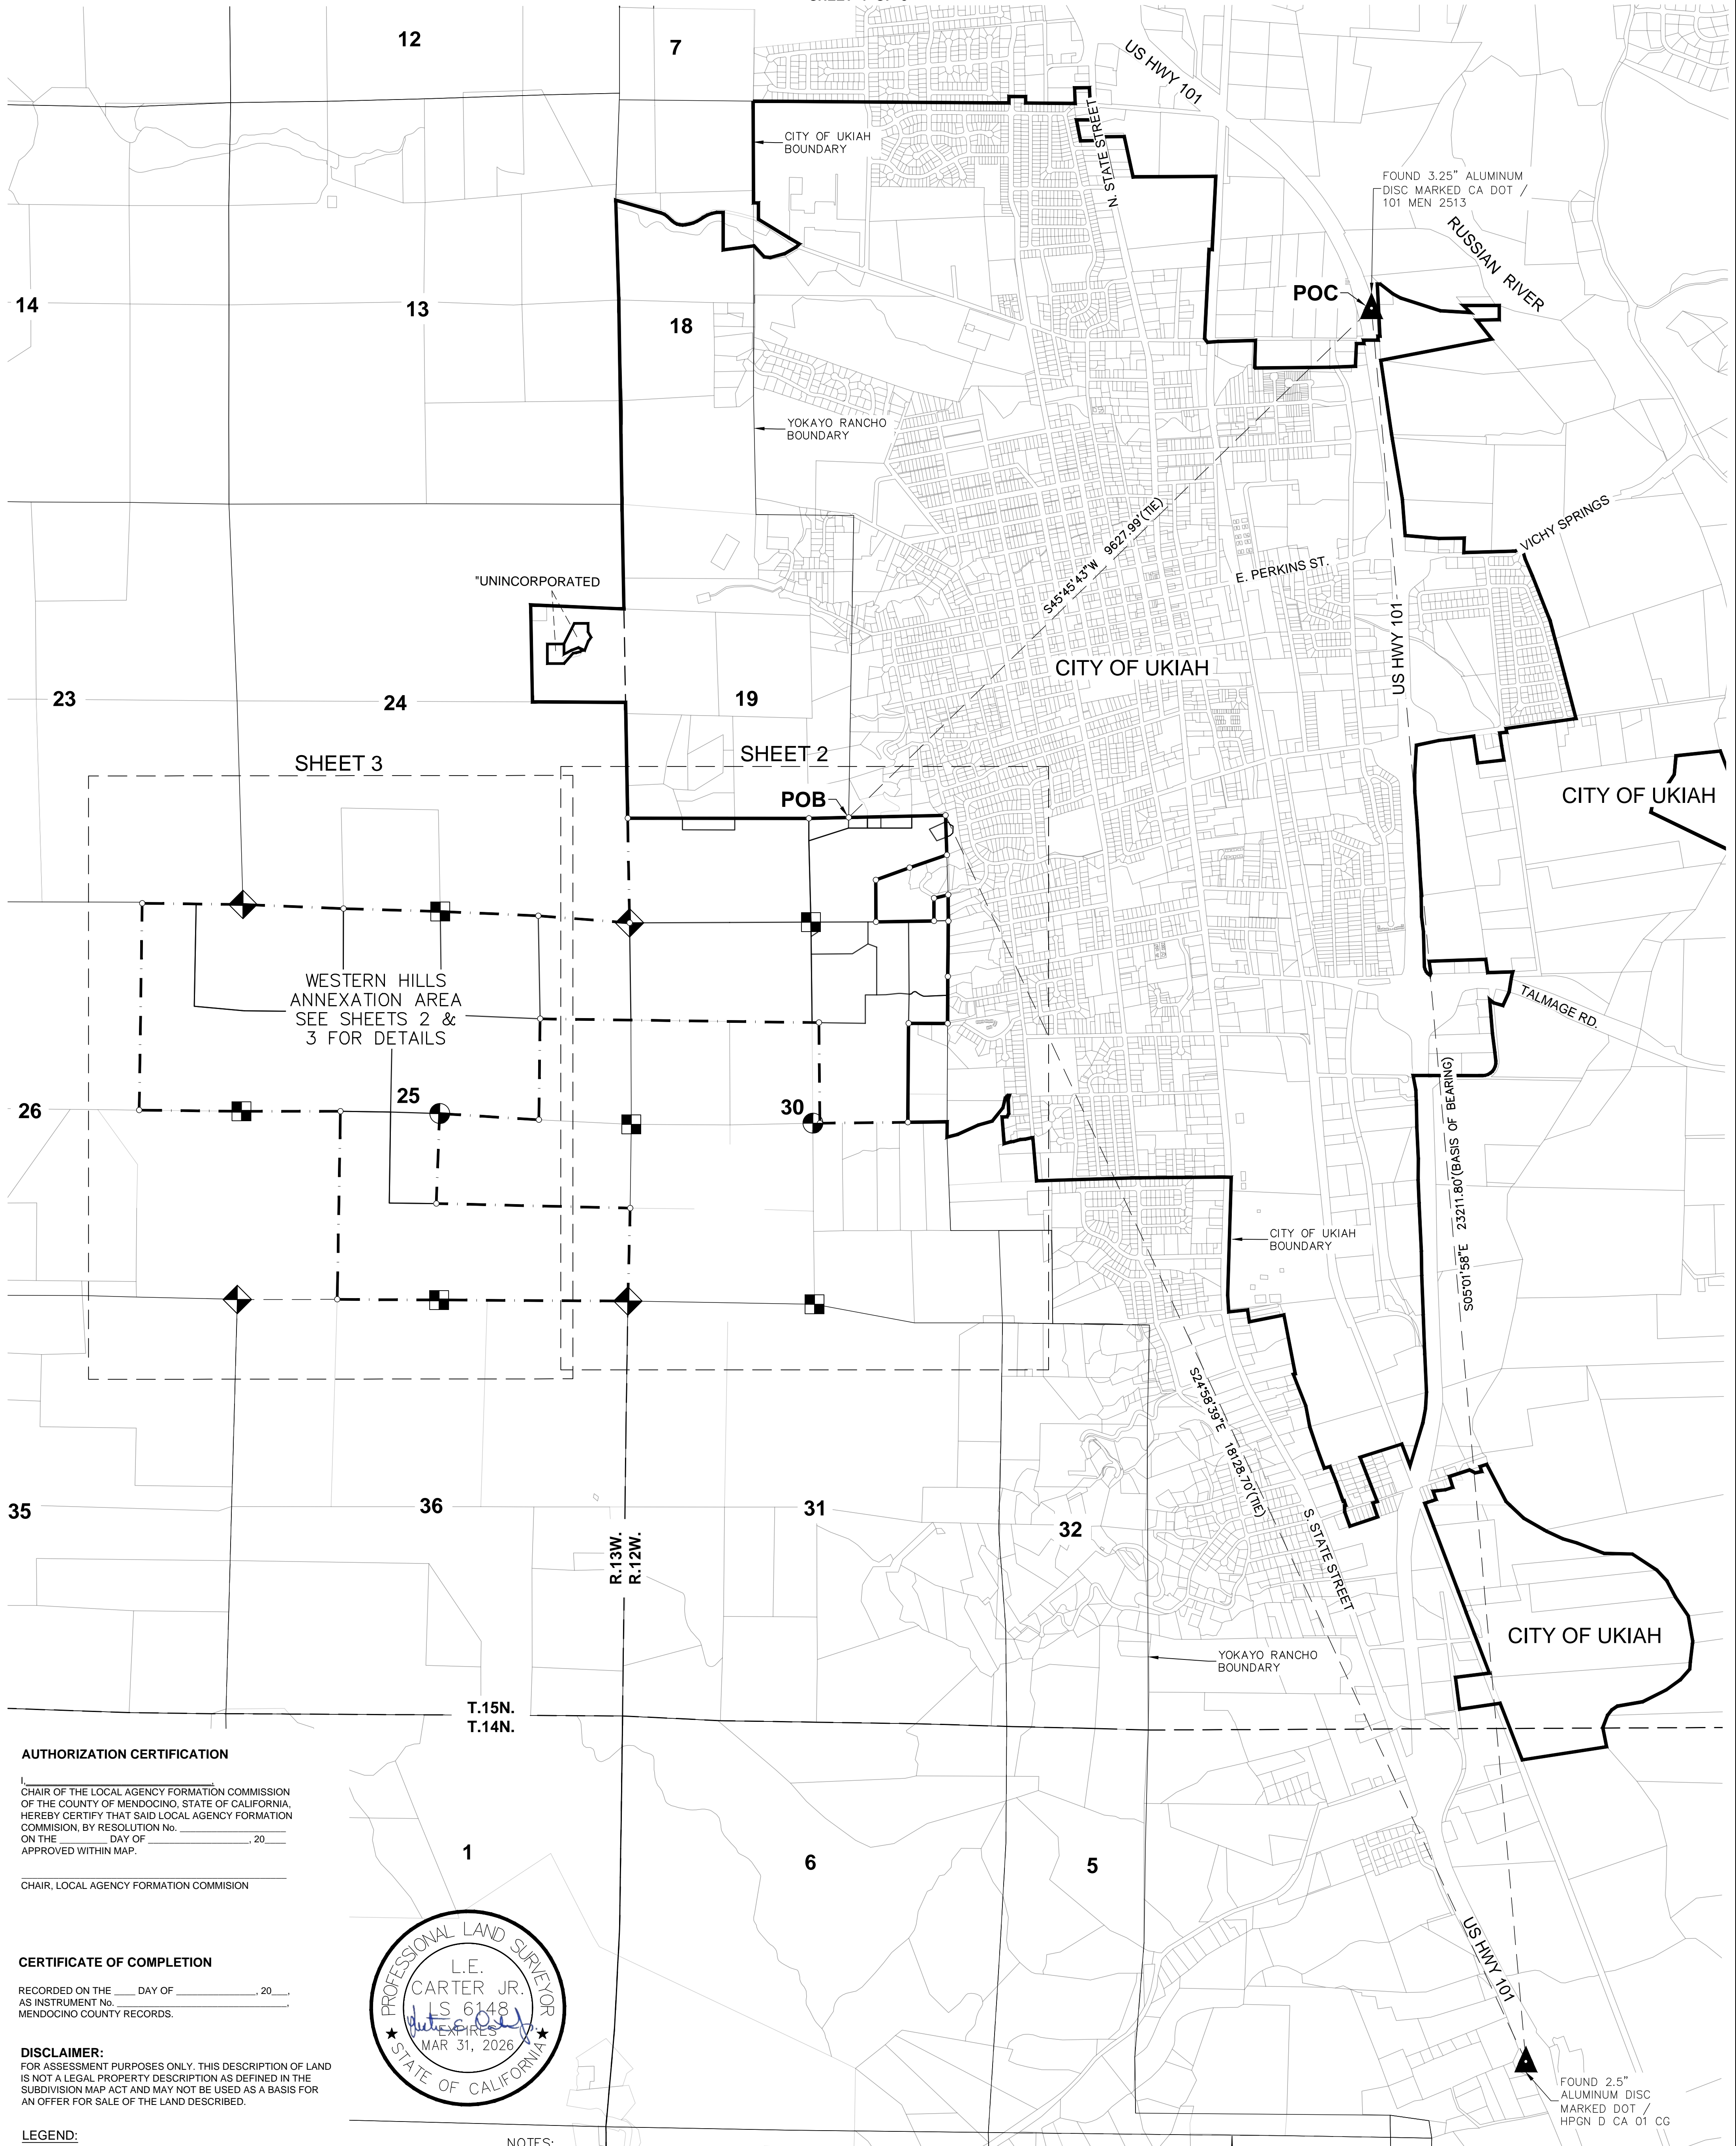 12
7
US HWY 101
CITY OF UKIAH
BOUNDARY
N. STATE STREET
FOUND 3.25" ALUMINUM
DISC MARKED CA DOT /
101 MEN 2513
RUSSIAN RIVER
POC
14
13
18
YOKAYO RANCHO
BOUNDARY
VICHY SPRINGS
S45°45'43"W 9627.99'(TIE)
E. PERKINS ST.
"UNINCORPORATED
US HWY 101
CITY OF UKIAH
23
24
19
SHEET 3
SHEET 2
POB
CITY OF UKIAH
WESTERN HILLS
ANNEXATION AREA
SEE SHEETS 2 &
3 FOR DETAILS
TALMAGE RD.
26
25
30
S05°01'58"E 23211.80'(BASIS OF BEARING)
CITY OF UKIAH
BOUNDARY
S24°58'39"E 18128.70'(TIE)
35
36
31
32
R.13W.
R.12W.
S. STATE STREET
CITY OF UKIAH
YOKAYO RANCHO
BOUNDARY
T.15N.
T.14N.
AUTHORIZATION CERTIFICATION
I,
CHAIR OF THE LOCAL AGENCY FORMATION COMMISSION
OF THE COUNTY OF MENDOCINO, STATE OF CALIFORNIA,
HEREBY CERTIFY THAT SAID LOCAL AGENCY FORMATION
COMMISION, BY RESOLUTION No. ____________________
ON THE _________ DAY OF ___________________, 20____
APPROVED WITHIN MAP.
CHAIR, LOCAL AGENCY FORMATION COMMISION
1
6
5
CERTIFICATE OF COMPLETION
RECORDED ON THE ____ DAY OF _______________, 20___,
AS INSTRUMENT No. ________________________________,
MENDOCINO COUNTY RECORDS.
PROFESSIONAL LAND SURVEYOR
L.E.
CARTER JR.
LS 6148
EXPIRES
MAR 31, 2026
STATE OF CALIFORNIA
US HWY 101
DISCLAIMER:
FOR ASSESSMENT PURPOSES ONLY. THIS DESCRIPTION OF LAND
IS NOT A LEGAL PROPERTY DESCRIPTION AS DEFINED IN THE
SUBDIVISION MAP ACT AND MAY NOT BE USED AS A BASIS FOR
AN OFFER FOR SALE OF THE LAND DESCRIBED.
FOUND 2.5"
ALUMINUM DISC
MARKED DOT /
HPGN D CA 01 CG
LEGEND:
NOTES: